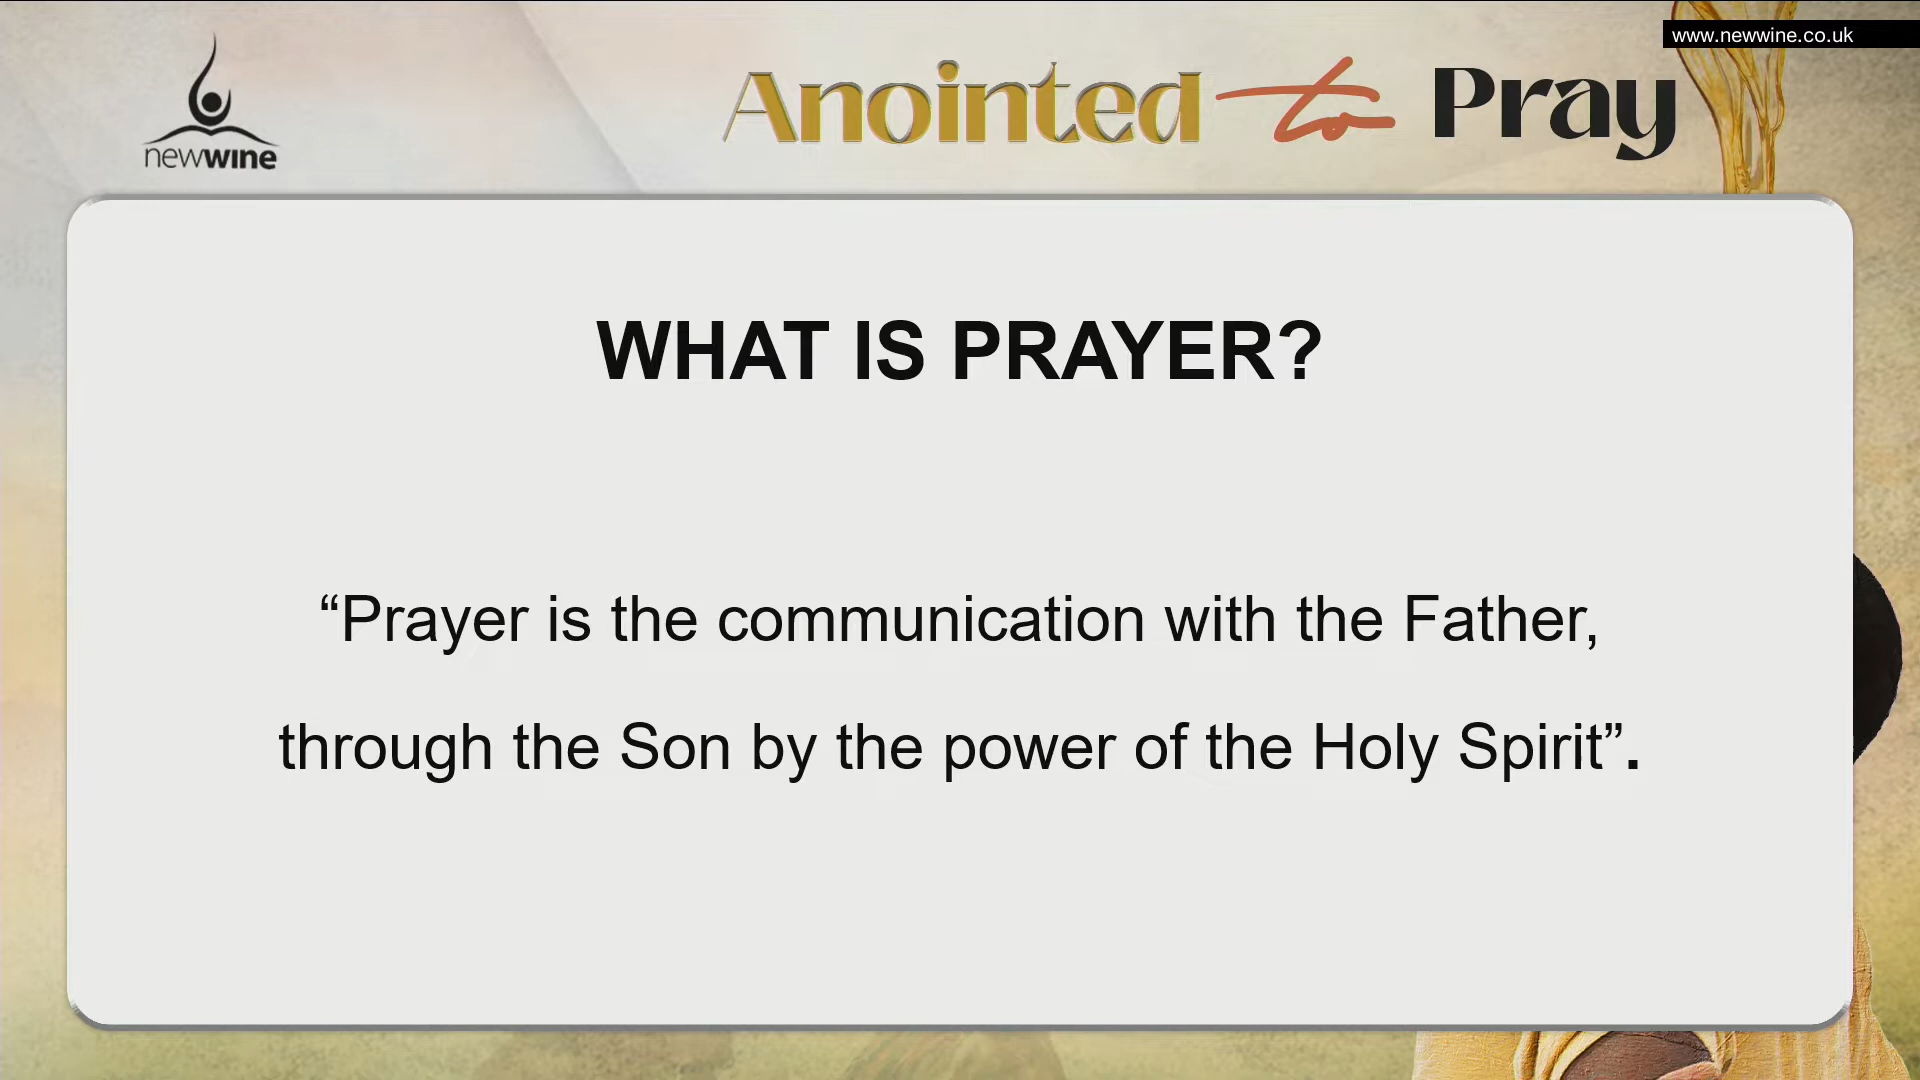 www.newwine.co.uk
newwine
Anointed to Pray
WHAT IS PRAYER?
“Prayer is the communication with the Father,
through the Son by the power of the Holy Spirit”.